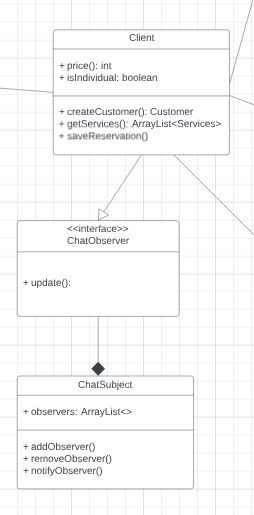 Client
+ price(): int
+ isIndividual: boolean
+ createCustomer(): Customer
+ getServices(): ArrayList<Services>
+ saveReservation()
<<interface>>
ChatObserver
+ update():
ChatSubject
+ observers: ArrayList<>
+ addObserver()
+ removeObserver()
+ notifyObserver()